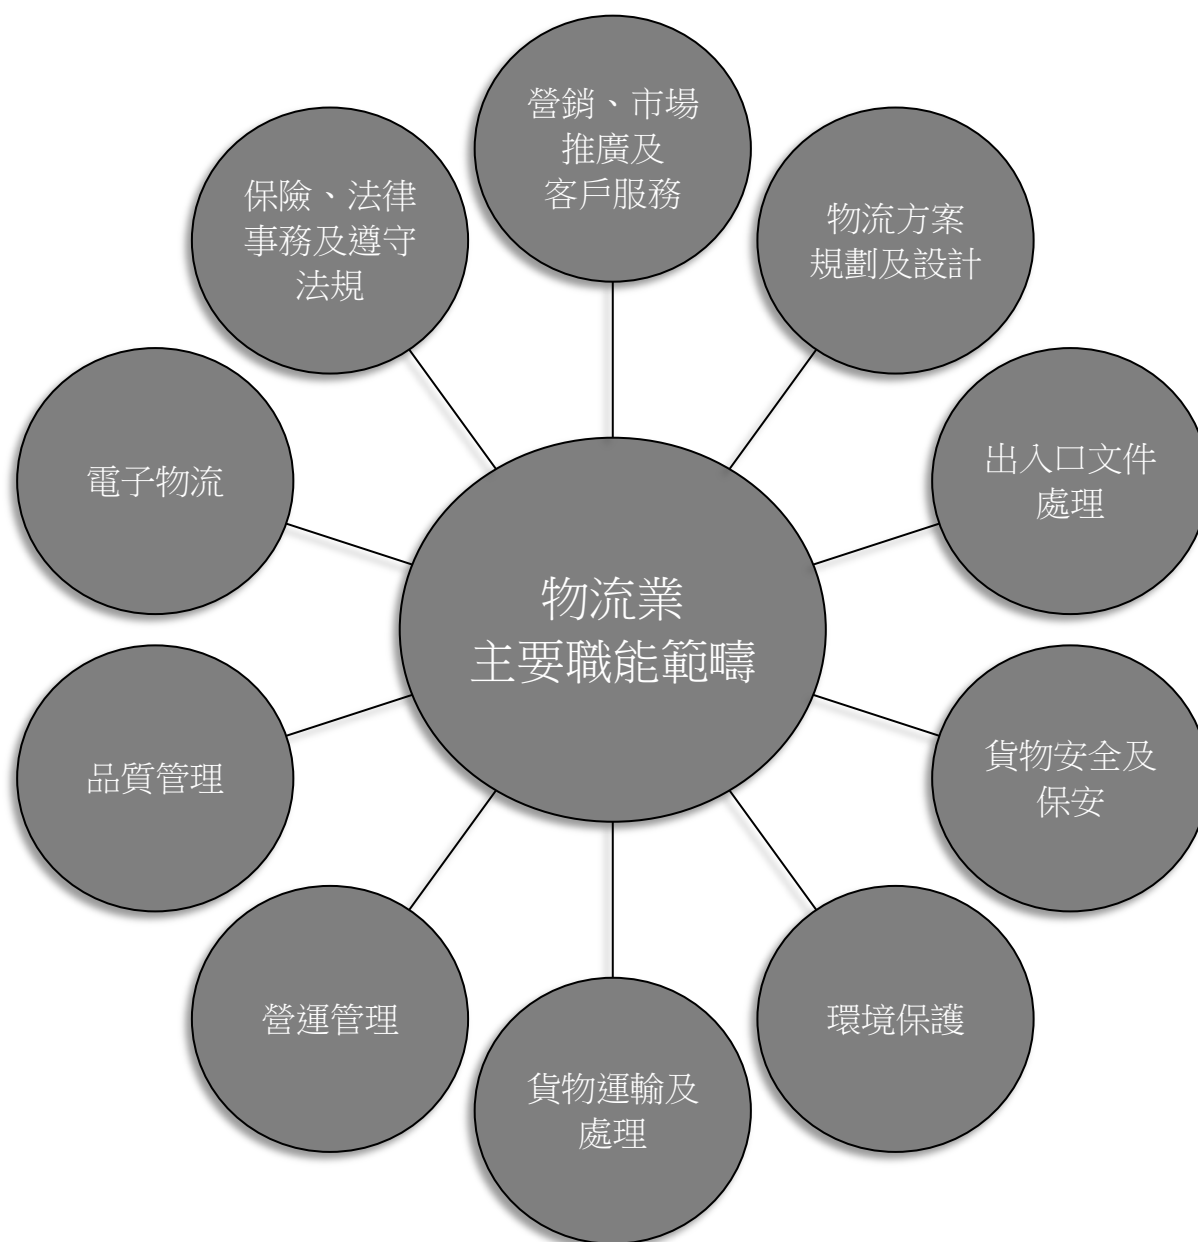 營銷、市場
推廣及
客戶服務
物流方案
規劃及設計
出入口文件
處理
貨物安全及
保安
環境保護
貨物運輸及
處理
營運管理
品質管理
電子物流
保險、法律
事務及遵守
法規
物流業
主要職能範疇